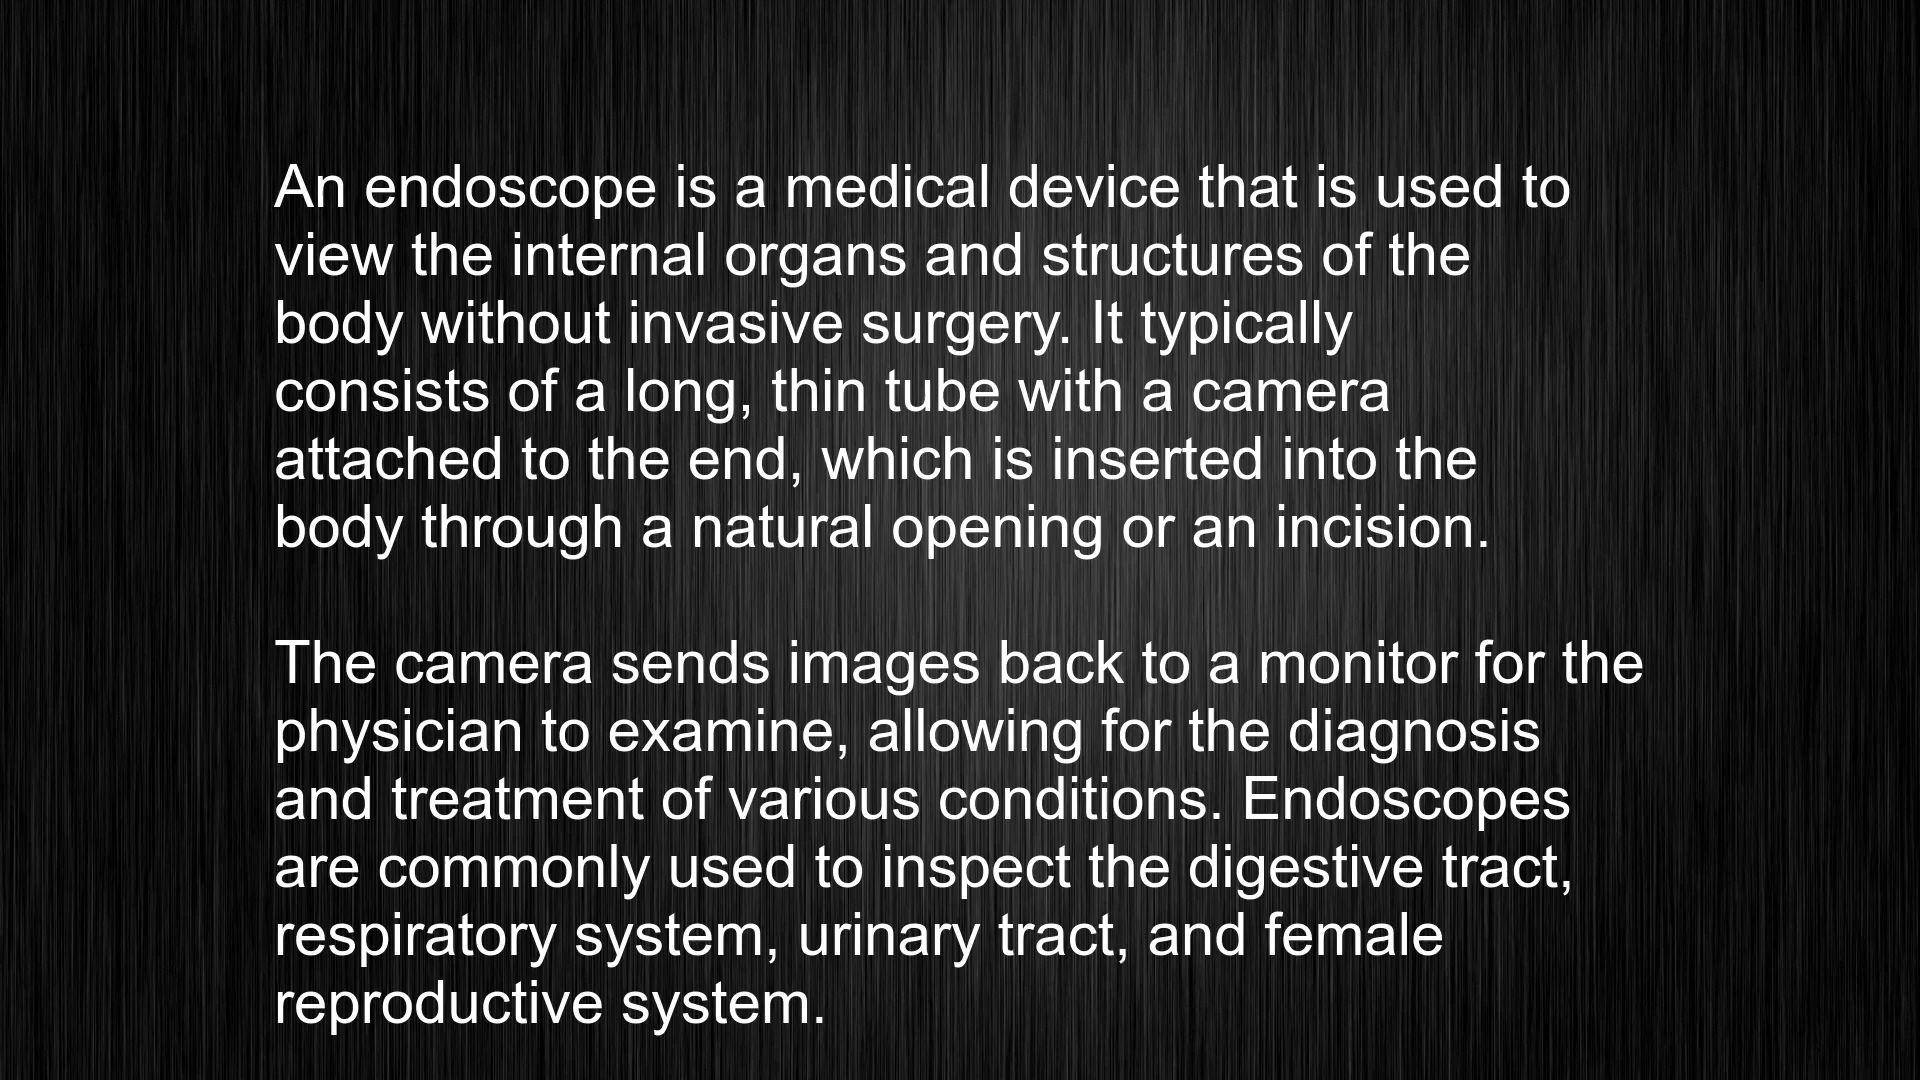 An endoscope is a medical device that is used to
view the internal organs and structures of the
body without invasive surgery. It typically
consists of a long, thin tube with a camera
attached to the end, which is inserted into the
body through a natural opening or an incision.
The camera sends images back to a monitor for the
physician to examine, allowing for the diagnosis
and treatment of various conditions. Endoscopes
are commonly used to inspect the digestive tract,
respiratory system, urinary tract, and female
reproductive system.